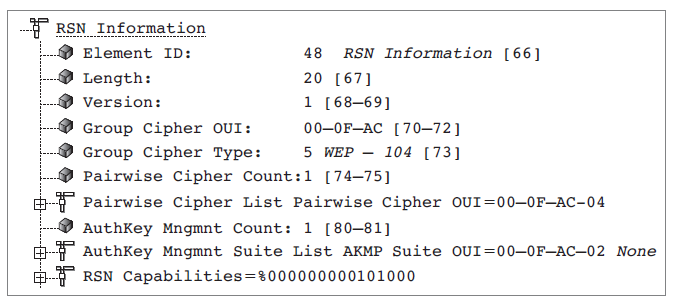 RSN Information
Element ID: 48 RSN Information [66]
Length: 20 [67]
Version: 1 [68–69]
Group Cipher OUI: 00–0F–AC [70–72]
Group Cipher Type: 5 WEP – 104 [73]
Pairwise Cipher Count:1 [74–75]
Pairwise Cipher List Pairwise Cipher OUI=00–0F–AC-04
AuthKey Mngmnt Count: 1 [80–81]
AuthKey Mngmnt Suite List AKMP Suite OUI=00–0F–AC–02 None
RSN Capabilities=%000000000101000